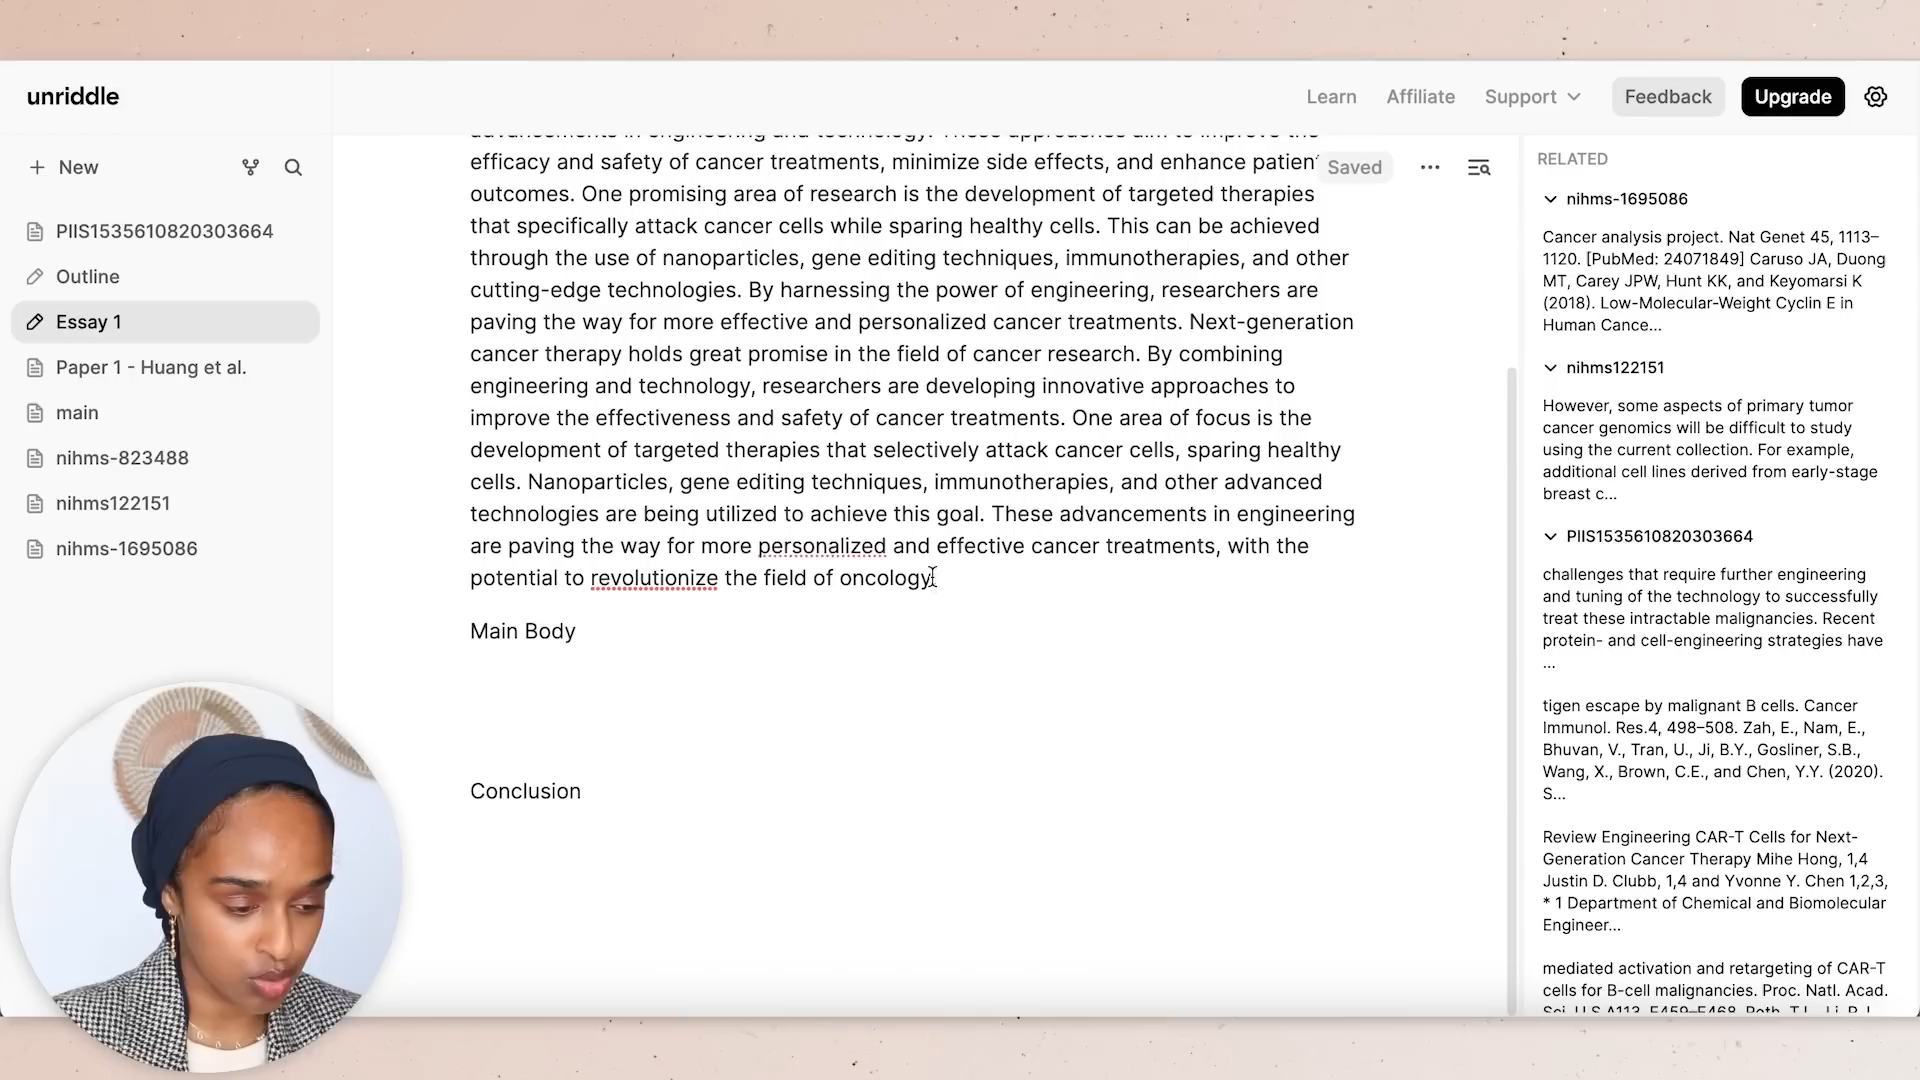 unriddle
Learn
Affiliate
Support
Feedback
Upgrade
New
PIIS1535610820303664
Outline
Essay 1
Paper 1 - Huang et al.
main
nihms-823488
nihms122151
nihms-1695086
advancements in engineering and technology. These approaches aim to improve the
efficacy and safety of cancer treatments, minimize side effects, and enhance patient
outcomes. One promising area of research is the development of targeted therapies
that specifically attack cancer cells while sparing healthy cells. This can be achieved
through the use of nanoparticles, gene editing techniques, immunotherapies, and other
cutting-edge technologies. By harnessing the power of engineering, researchers are
paving the way for more effective and personalized cancer treatments. Next-generation
cancer therapy holds great promise in the field of cancer research. By combining
engineering and technology, researchers are developing innovative approaches to
improve the effectiveness and safety of cancer treatments. One area of focus is the
development of targeted therapies that selectively attack cancer cells, sparing healthy
cells. Nanoparticles, gene editing techniques, immunotherapies, and other advanced
technologies are being utilized to achieve this goal. These advancements in engineering
are paving the way for more personalized and effective cancer treatments, with the
potential to revolutionize the field of oncology.
Main Body
Conclusion
Saved
RELATED
nihms-1695086
Cancer analysis project. Nat Genet 45, 1113–
1120. [PubMed: 24071849] Caruso JA, Duong
MT, Carey JPW, Hunt KK, and Keyomarsi K
(2018). Low-Molecular-Weight Cyclin E in
Human Cance...
nihms122151
However, some aspects of primary tumor
cancer genomics will be difficult to study
using the current collection. For example,
additional cell lines derived from early-stage
breast c...
PIIS1535610820303664
challenges that require further engineering
and tuning of the technology to successfully
treat these intractable malignancies. Recent
protein- and cell-engineering strategies have
...
tigen escape by malignant B cells. Cancer
Immunol. Res.4, 498–508. Zah, E., Nam, E.,
Bhuvan, V., Tran, U., Ji, B.Y., Gosliner, S.B.,
Wang, X., Brown, C.E., and Chen, Y.Y. (2020).
S...
Review Engineering CAR-T Cells for Next-
Generation Cancer Therapy Mihe Hong, 1,4
Justin D. Clubb, 1,4 and Yvonne Y. Chen 1,2,3,
* 1 Department of Chemical and Biomolecular
Engineer...
mediated activation and retargeting of CAR-T
cells for B-cell malignancies. Proc. Natl. Acad.
Sci. U S A113, E459–E468.